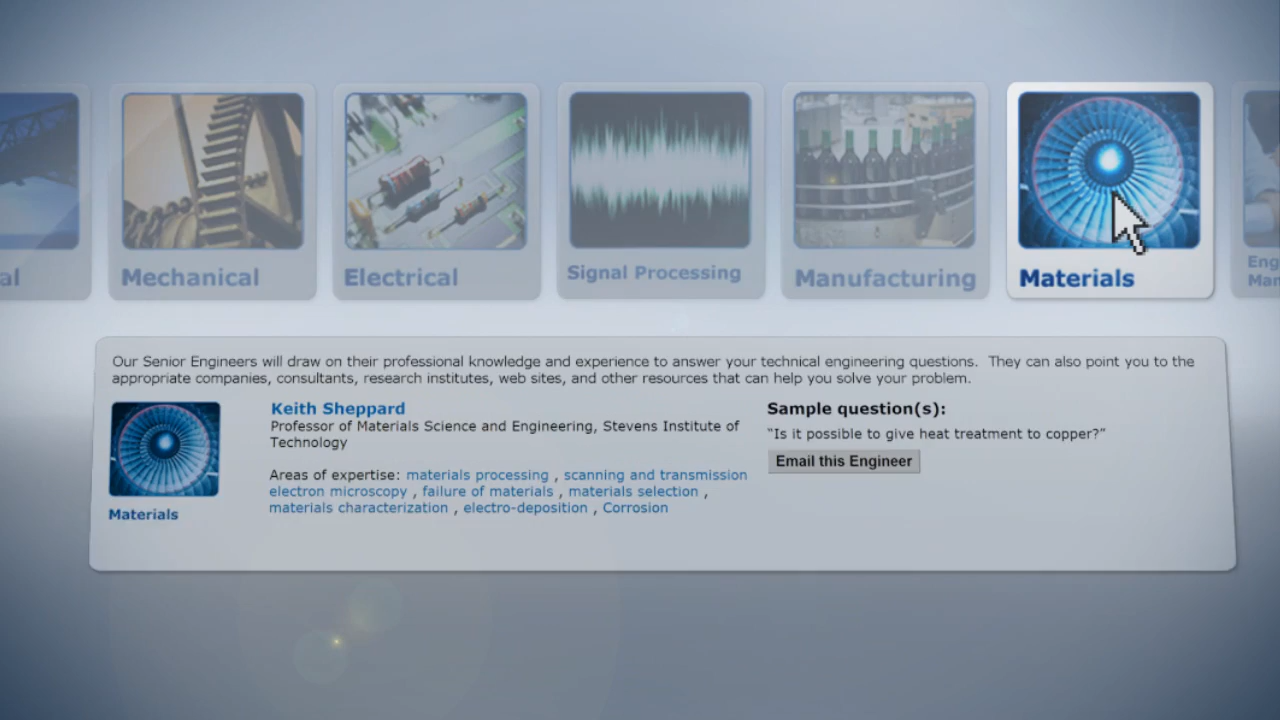 al
Mechanical
Electrical
Signal Processing
Manufacturing
Materials
Eng
Man
Our Senior Engineers will draw on their professional knowledge and experience to answer your technical engineering questions. They can also point you to the
appropriate companies, consultants, research institutes, web sites, and other resources that can help you solve your problem.
Materials
Keith Sheppard
Professor of Materials Science and Engineering, Stevens Institute of
Technology
Areas of expertise: materials processing , scanning and transmission
electron microscopy , failure of materials , materials selection ,
materials characterization , electro-deposition , Corrosion
Sample question(s):
"Is it possible to give heat treatment to copper?"
Email this Engineer